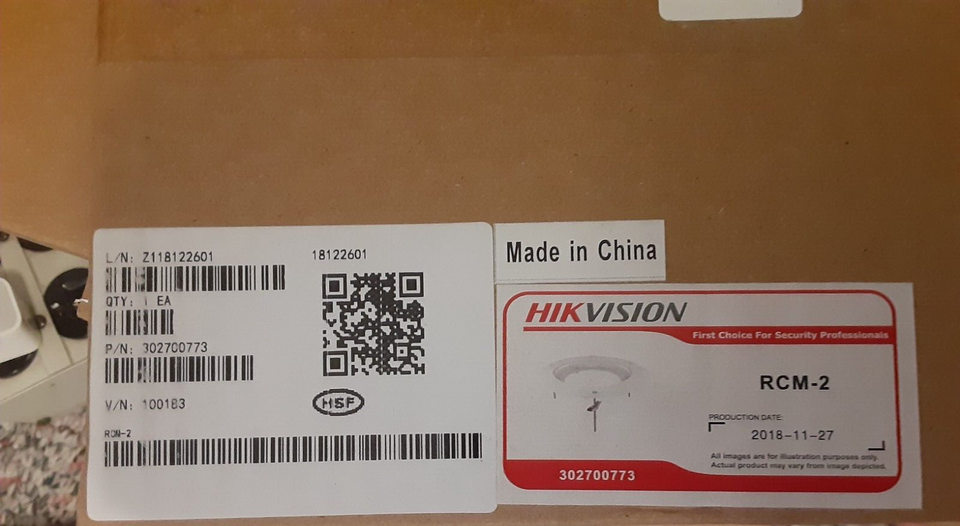 L/N: Z118122601
18122601
QTY: 1 EA
P/N: 302700773
V/N: 100183
HSF
RCM-2
Made in China
HIKVISION
First Choice For Security Professionals
RCM-2
PRODUCTION DATE:
2018-11-27
All images are for illustration purposes only.
Actual product may vary from image depicted.
302700773